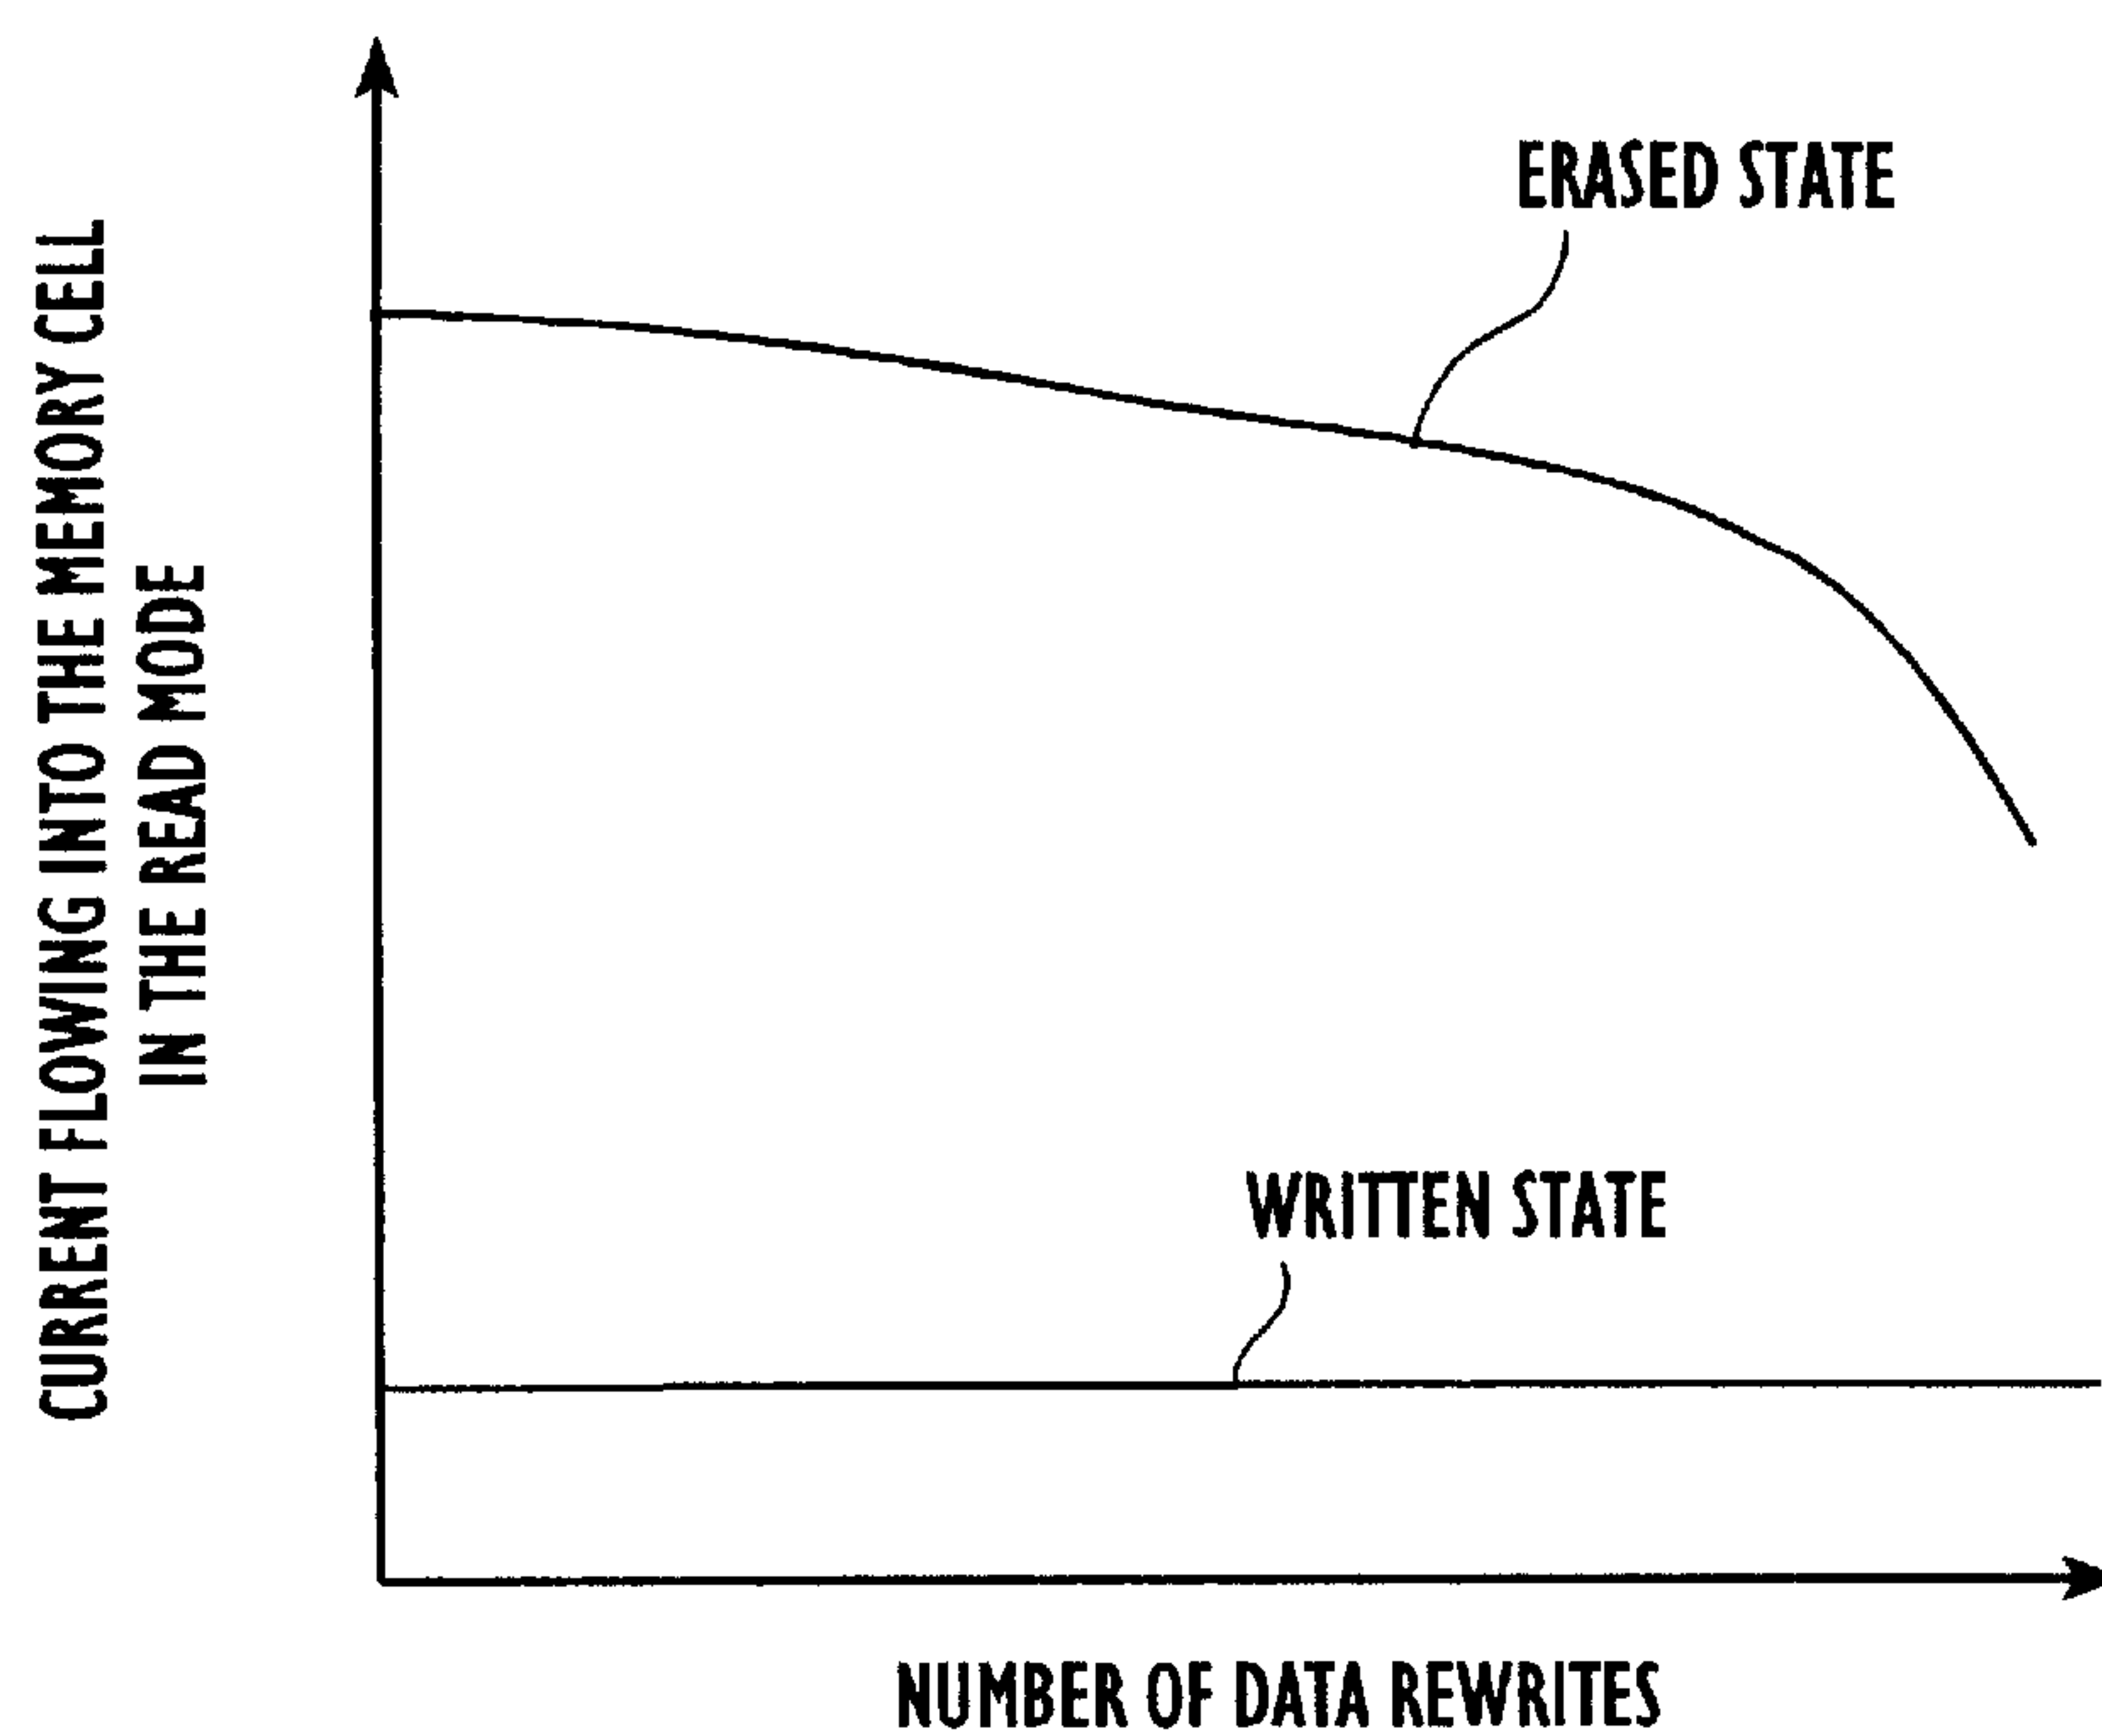 CURRENT FLOWING INTO THE MEMORY CELL
IN THE READ MODE
ERASED STATE
WRITTEN STATE
NUMBER OF DATA REWRITES